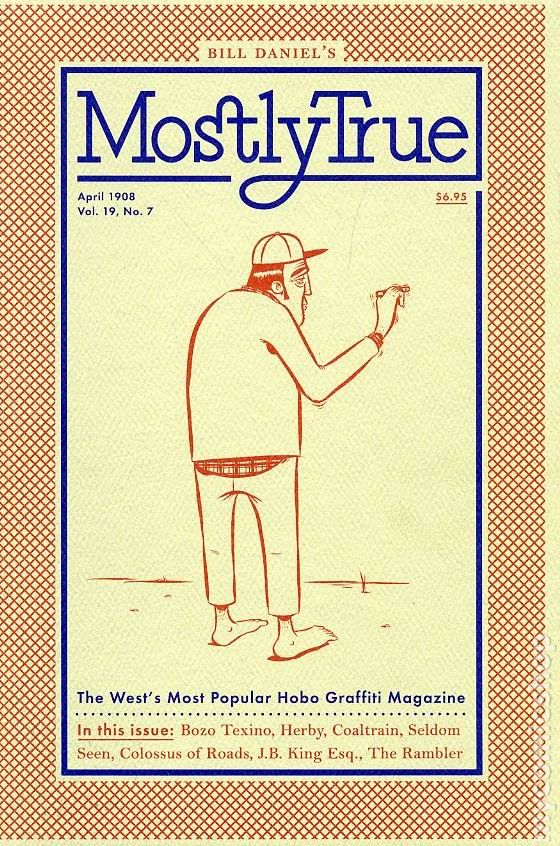 BILL DANIEL'S
MostlyTrue
April 1908
Vol. 19, No. 7
$6.95
The West's Most Popular Hobo Graffiti Magazine
In this issue: Bozo Texino, Herby, Coaltrain, Seldom
Seen, Colossus of Roads, J.B. King Esq., The Rambler
mycomicshop